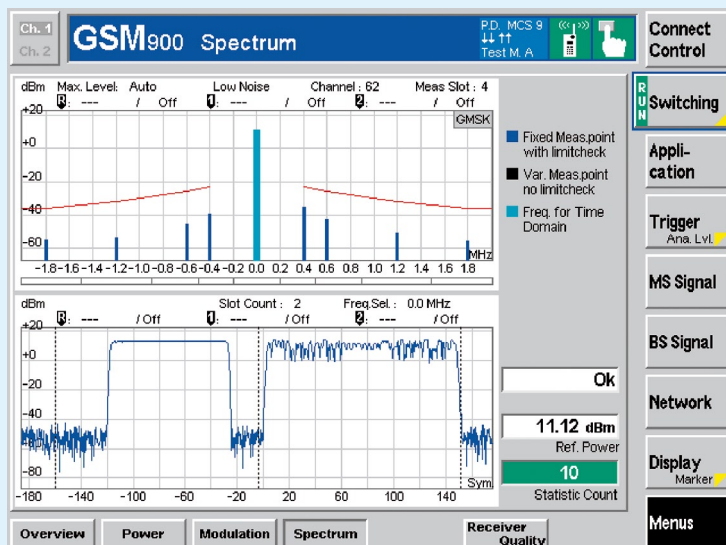 Ch. 1
Ch. 2
GSM900 Spectrum
P.D. MCS 9
↓↓ ↑↑
Test M. A
Connect Control
RUN
Switching
Appli-
cation
Trigger
Ana. Lvl.
MS Signal
BS Signal
Network
Display
Marker
Menus
dBm Max. Level: Auto Low Noise Channel : 62 Meas Slot : 4
R: --- / Off 1: --- / Off 2: --- / Off
GMSK
+20
+0
-20
-40
-60
MHz
-1.8 -1.6 -1.4 -1.2 -1.0 -0.8 -0.6 -0.4 -0.2 0.0 0.2 0.4 0.6 0.8 1.0 1.2 1.4 1.6 1.8
Fixed Meas.point
with limitcheck
Var. Meas.point
no limitcheck
Freq. for Time
Domain
dBm Slot Count : 2 Freq.Sel. : 0.0 MHz
R: --- / Off 1: --- / Off 2: --- / Off
+20
+0
-20
-40
-60
-80
Sym.
-180 -140 -100 -60 -20 20 60 100 140
Ok
11.12 dBm
Ref. Power
10
Statistic Count
Overview
Power
Modulation
Spectrum
Receiver
Quality